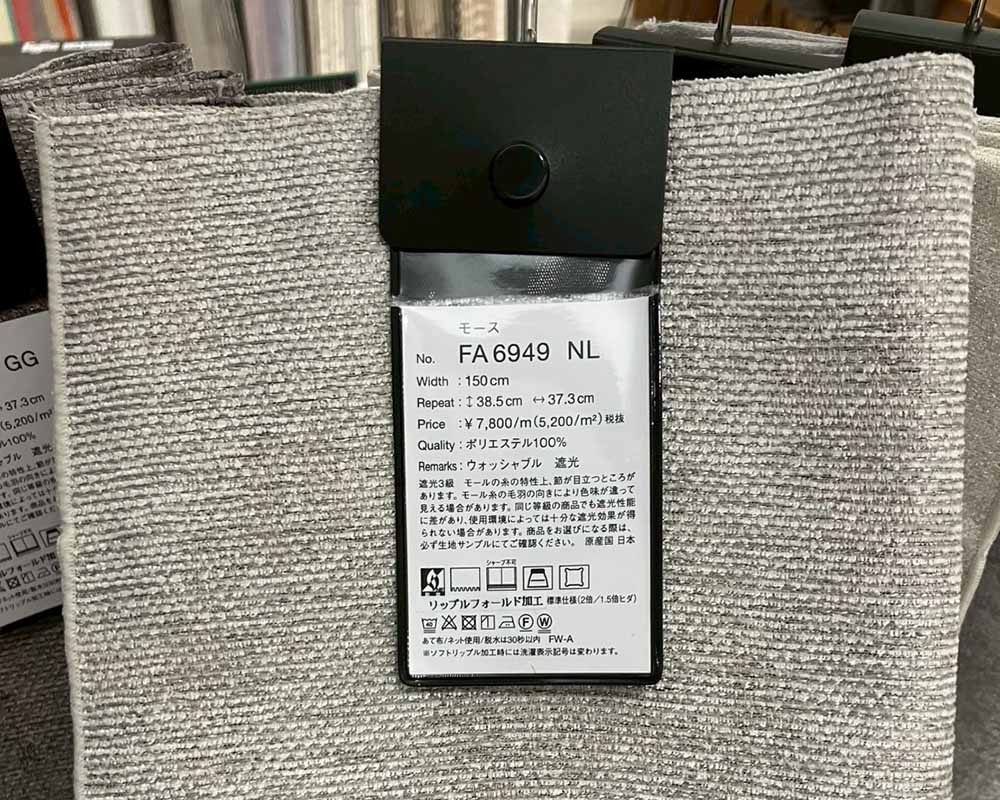 モース
No. FA 6949 NL
Width : 150 cm
Repeat : ↕ 38.5 cm ↔ 37.3 cm
Price : ¥ 7,800/m (5,200/m²) 税抜
Quality : ポリエステル100%
Remarks : ウォッシャブル 遮光
遮光3級 モールの糸の特性上、節が目立つところが
あります。モール糸の毛羽の向きにより色味が違って
見える場合があります。同じ等級の商品でも遮光性能
に差があり、使用環境によっては十分な遮光効果が得
られない場合があります。商品をお選びになる際は、
必ず生地サンプルにてご確認ください。 原産国 日本
シャープ不可
リップルフォールド加工 標準仕様(2倍/1.5倍ヒダ)
40 F W
あて布/ネット使用/脱水は30秒以内 FW-A
※ソフトリップル加工時には洗濯表示記号は変わります。
GG
37.3 cm
(5,200/m²
ル100%
ブル 遮光